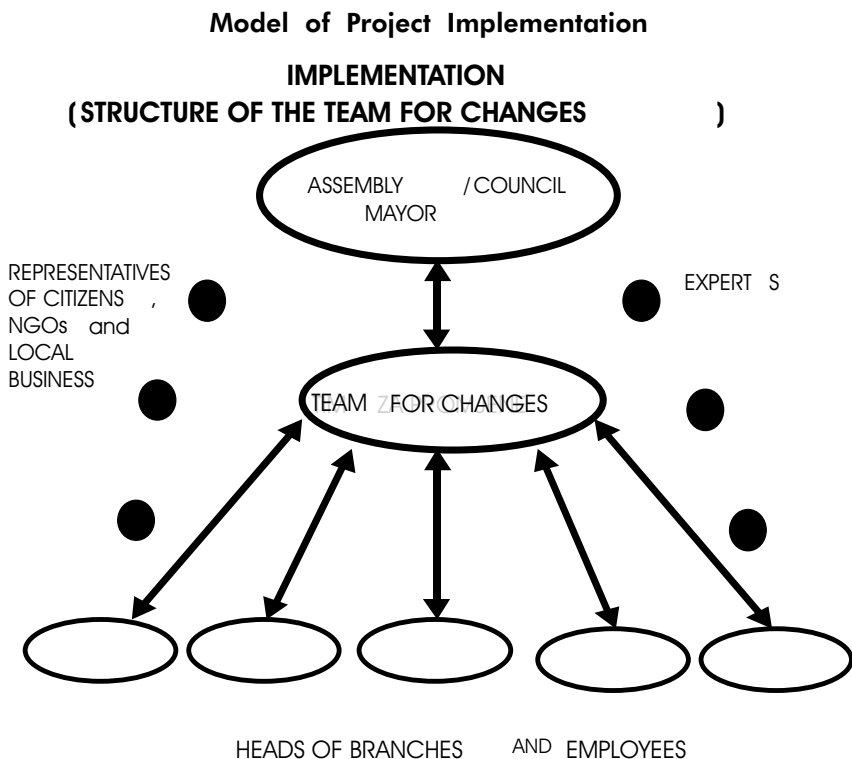 Model of Project Implementation
IMPLEMENTATION
(STRUCTURE OF THE TEAM FOR CHANGES )
ASSEMBLY /COUNCIL
MAYOR
REPRESENTATIVES
OF CITIZENS ,
NGOs and
LOCAL
BUSINESS
EXPERT S
TEAM FOR CHANGES
HEADS OF BRANCHES AND EMPLOYEES